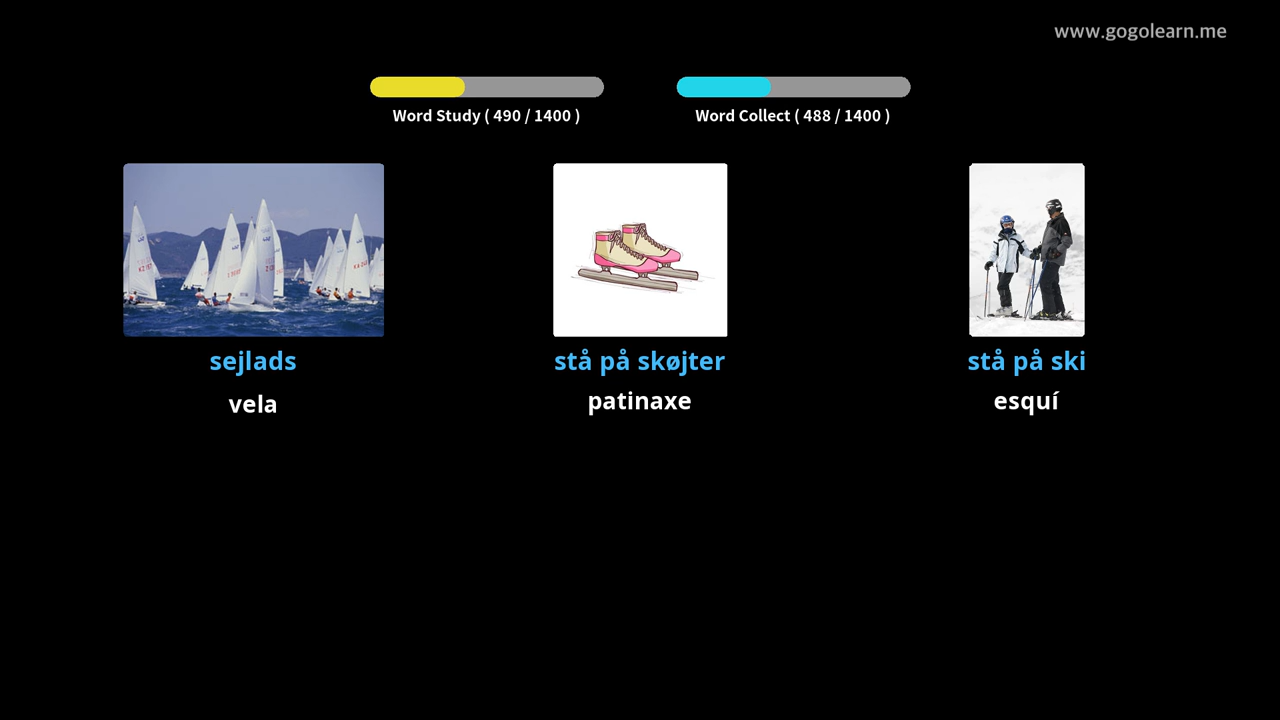 www.gogolearn.me
Word Study ( 490 / 1400 )
Word Collect ( 488 / 1400 )
sejlads
stå på skøjter
stå på ski
vela
patinaxe
esquí